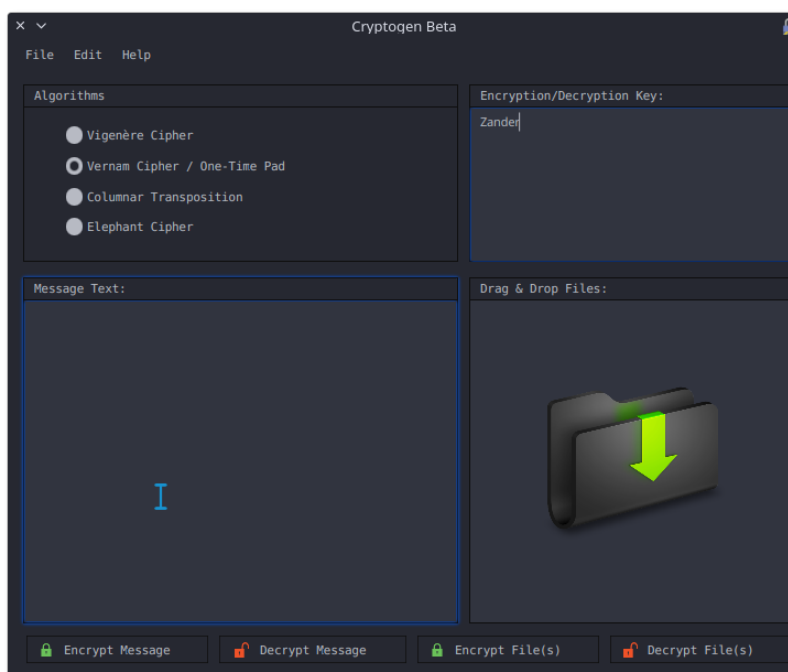 Cryptogen Beta
File Edit Help
Algorithms
Vigenère Cipher
Vernam Cipher / One-Time Pad
Columnar Transposition
Elephant Cipher
Encryption/Decryption Key:
Zander
Message Text:
Drag & Drop Files:
Encrypt Message
Decrypt Message
Encrypt File(s)
Decrypt File(s)